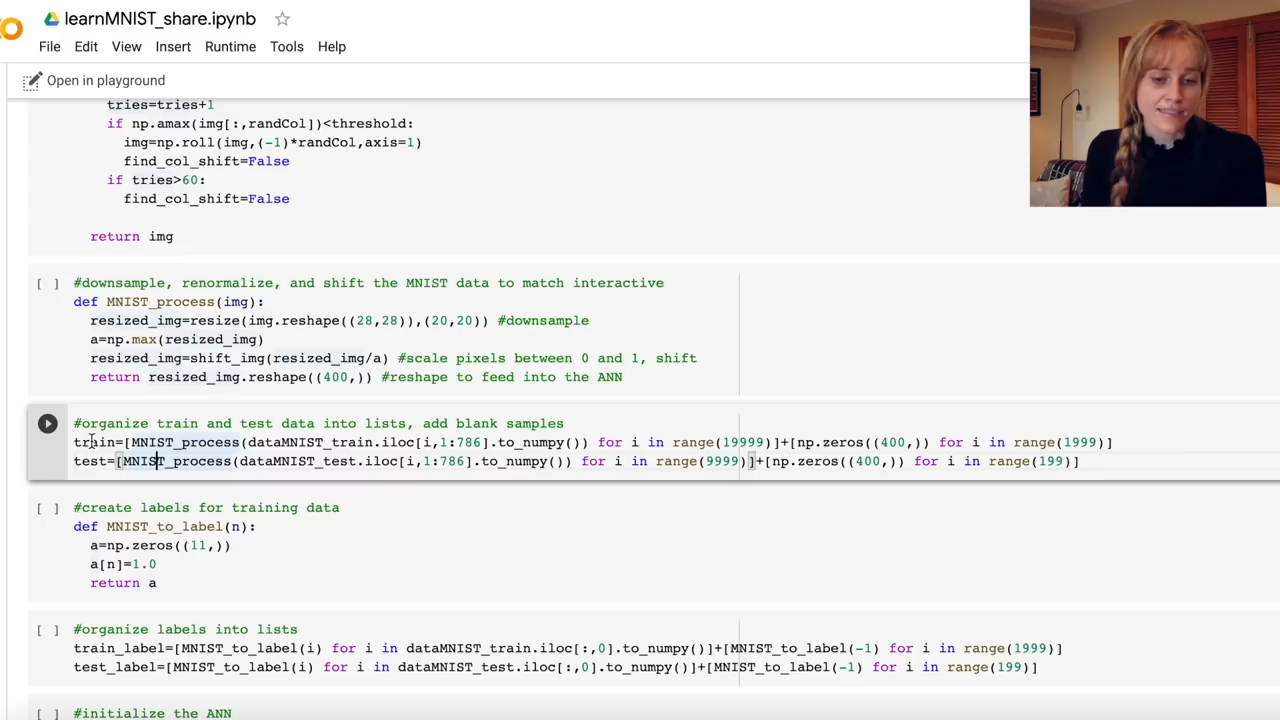 learnMNIST_share.ipynb
File Edit View Insert Runtime Tools Help
Open in playground
tries=tries+1
if np.amax(img[:,randCol])<threshold:
img=np.roll(img,(-1)*randCol,axis=1)
find_col_shift=False
if tries>60:
find_col_shift=False
return img
[ ] #downsample, renormalize, and shift the MNIST data to match interactive
def MNIST_process(img):
resized_img=resize(img.reshape((28,28)),(20,20)) #downsample
a=np.max(resized_img)
resized_img=shift_img(resized_img/a) #scale pixels between 0 and 1, shift
return resized_img.reshape((400,)) #reshape to feed into the ANN
#organize train and test data into lists, add blank samples
train=[MNIST_process(dataMNIST_train.iloc[i,1:786].to_numpy()) for i in range(19999)]+[np.zeros((400,)) for i in range(1999)]
test=[MNIST_process(dataMNIST_test.iloc[i,1:786].to_numpy()) for i in range(9999)]+[np.zeros((400,)) for i in range(199)]
[ ] #create labels for training data
def MNIST_to_label(n):
a=np.zeros((11,))
a[n]=1.0
return a
[ ] #organize labels into lists
train_label=[MNIST_to_label(i) for i in dataMNIST_train.iloc[:,0].to_numpy()]+[MNIST_to_label(-1) for i in range(1999)]
test_label=[MNIST_to_label(i) for i in dataMNIST_test.iloc[:,0].to_numpy()]+[MNIST_to_label(-1) for i in range(199)]
[ ] #initialize the ANN